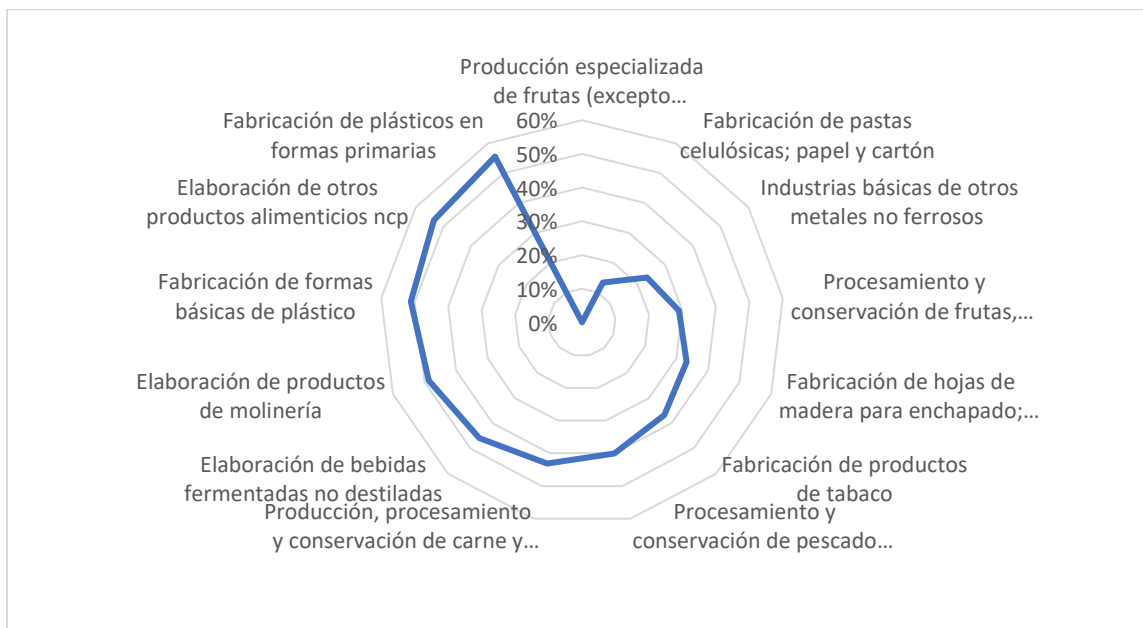 Producción especializada
de frutas (excepto...
Fabricación de pastas
celulósicas; papel y cartón
Industrias básicas de otros
metales no ferrosos
Procesamiento y
conservación de frutas,...
Fabricación de hojas de
madera para enchapado;...
Fabricación de productos
de tabaco
Procesamiento y
conservación de pescado...
Producción, procesamiento
y conservación de carne y...
Elaboración de bebidas
fermentadas no destiladas
Elaboración de productos
de molinería
Fabricación de formas
básicas de plástico
Elaboración de otros
productos alimenticios ncp
Fabricación de plásticos en
formas primarias
60%
50%
40%
30%
20%
10%
0%